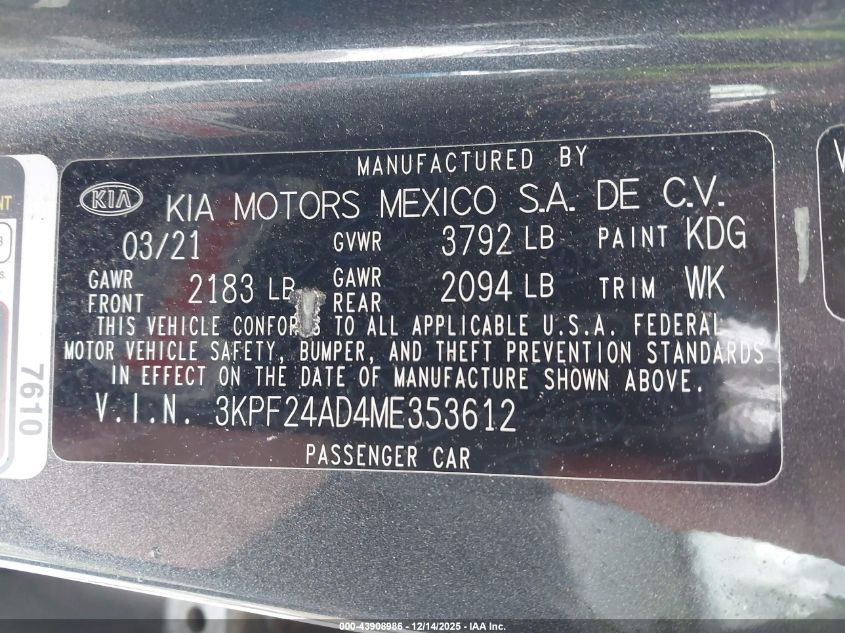 MANUFACTURED BY
KIA KIA MOTORS MEXICO S.A. DE C.V.
03/21 GVWR 3792 LB PAINT KDG
GAWR FRONT 2183 LB GAWR REAR 2094 LB TRIM WK
THIS VEHICLE CONFORS TO ALL APPLICABLE U.S.A. FEDERAL
MOTOR VEHICLE SAFETY, BUMPER, AND THEFT PREVENTION STANDARDS
IN EFFECT ON THE DATE OF MANUFACTURE SHOWN ABOVE.
V.I.N. 3KPF24AD4ME353612
PASSENGER CAR
7610
000-43908986 - 12/14/2025 - IAA Inc.